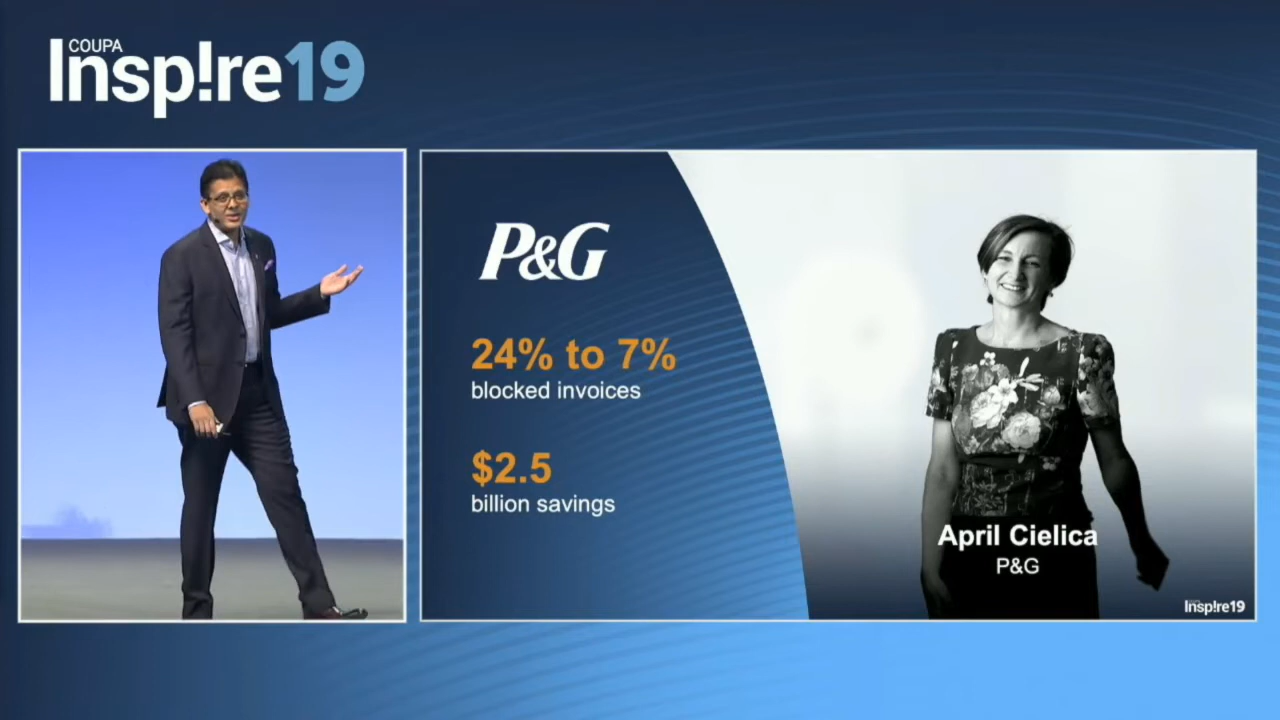 COUPA
Insp!re19
P&G
24% to 7%
blocked invoices
$2.5
billion savings
April Cielica
P&G
Insp!re19